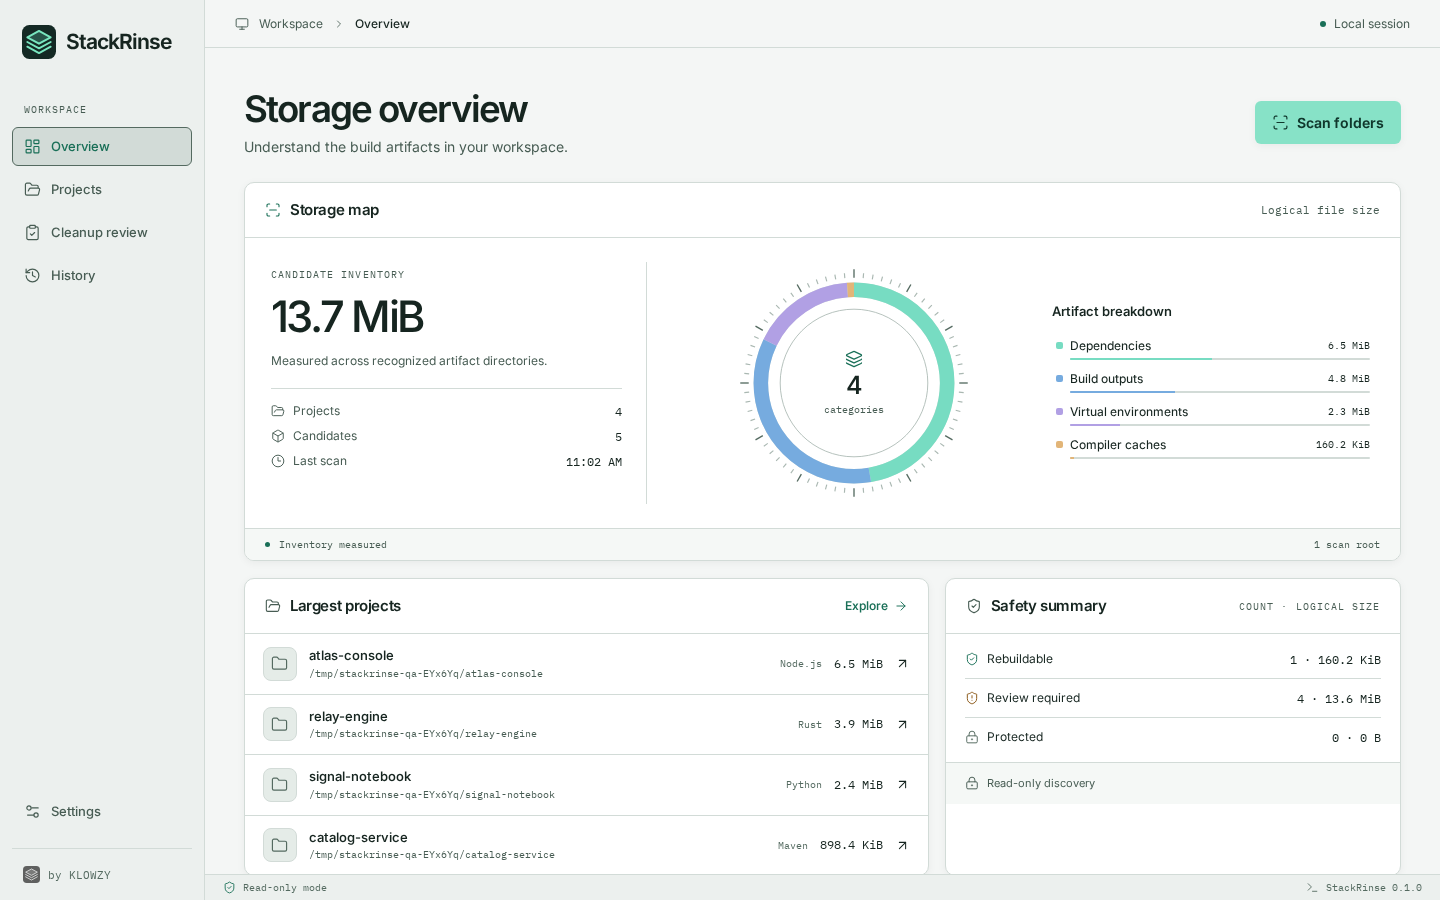 StackRinse
WORKSPACE
Overview
Projects
Cleanup review
History
Settings
by KLOWZY
Workspace > Overview
Local session
Storage overview
Understand the build artifacts in your workspace.
Scan folders
Storage map
Logical file size
CANDIDATE INVENTORY
13.7 MiB
Measured across recognized artifact directories.
Projects 4
Candidates 5
Last scan 11:02 AM
4
categories
Artifact breakdown
Dependencies 6.5 MiB
Build outputs 4.8 MiB
Virtual environments 2.3 MiB
Compiler caches 160.2 KiB
Inventory measured
1 scan root
Largest projects
Explore
atlas-console
/tmp/stackrinse-qa-EYx6Yq/atlas-console
Node.js 6.5 MiB
relay-engine
/tmp/stackrinse-qa-EYx6Yq/relay-engine
Rust 3.9 MiB
signal-notebook
/tmp/stackrinse-qa-EYx6Yq/signal-notebook
Python 2.4 MiB
catalog-service
/tmp/stackrinse-qa-EYx6Yq/catalog-service
Maven 898.4 KiB
Safety summary
COUNT · LOGICAL SIZE
Rebuildable 1 · 160.2 KiB
Review required 4 · 13.6 MiB
Protected 0 · 0 B
Read-only discovery
Read-only mode
StackRinse 0.1.0